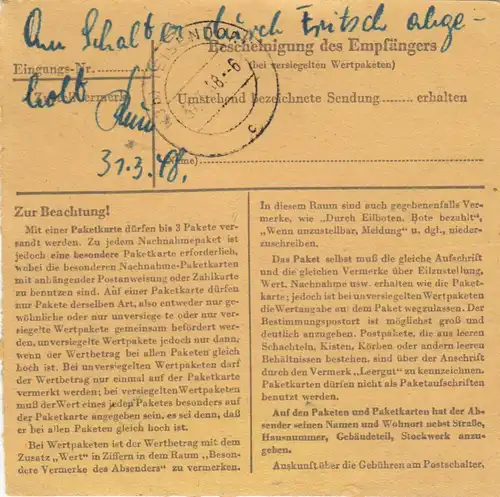 Am Schalter durch Fritsch abge-
Bescheinigung des Empfängers
Eingangs-Nr.
(bei versiegelten Wertpaketen)
holt
Umstehend bezeichnete Sendung........ erhalten
31.3.48.
(Name)
Zur Beachtung!
Mit einer Paketkarte dürfen bis 3 Pakete ver-
sandt werden. Zu jedem Nachnahmepaket ist
jedoch eine besondere Paketkarte erforderlich,
wobei die besonderen Nachnahme-Paketkarten
mit anhängender Postanweisung oder Zahlkarte
zu benutzen sind. Auf einer Paketkarte dürfen
nur Pakete derselben Art, also entweder nur ge-
wöhnliche oder nur unversiege te oder nur ver-
siegelte Wertpakete gemeinsam befördert wer-
den, unversiegelte Wertpakete jedoch nur dann,
wenn der Wertbetrag bei allen Paketen gleich
hoch ist. Bei unversiegelten Wertpaketen darf
der Wertbetrag nur einmal auf der Paketkarte
vermerkt werden; bei versiegelten Wertpaketen
muß der Wert eines jeden Paketes besonders auf
der Paketkarte angegeben sein, es sei denn, daß
er bei allen Paketen gleich hoch ist.
Bei Wertpaketen ist der Wertbetrag mit dem
Zusatz „Wert" in Ziffern in dem Raum „Beson-
dere Vermerke des Absenders" zu vermerken.
In diesem Raum sind auch gegebenenfalls Ver-
merke, wie „Durch Eilboten, Bote bezahlt",
„Wenn unzustellbar, Meldung" u. dgl., nieder-
zuschreiben.
Das Paket selbst muß die gleiche Aufschrift
und die gleichen Vermerke über Eilzustellung,
Wert, Nachnahme usw. erhalten wie die Paket-
karte; jedoch ist bei unversiegelten Wertpaketen
die Wertangabe auf dem Paket wegzulassen. Der
Bestimmungspostort ist möglichst groß und
deutlich anzugeben. Postpakete, die aus leeren
Schachteln, Kisten, Körben oder andern leeren
Behältnissen bestehen, sind über der Anschrift
durch den Vermerk „Leergut" zu kennzeichnen.
Paketkarten dürfen nicht als Paketaufschriften
benutzt werden.
Auf den Paketen und Paketkarten hat der Ab-
sender seinen Namen und Wohnort nebst Straße,
Hausnummer, Gebäudeteil, Stockwerk anzu-
geben.
Auskunft über die Gebühren am Postschalter.